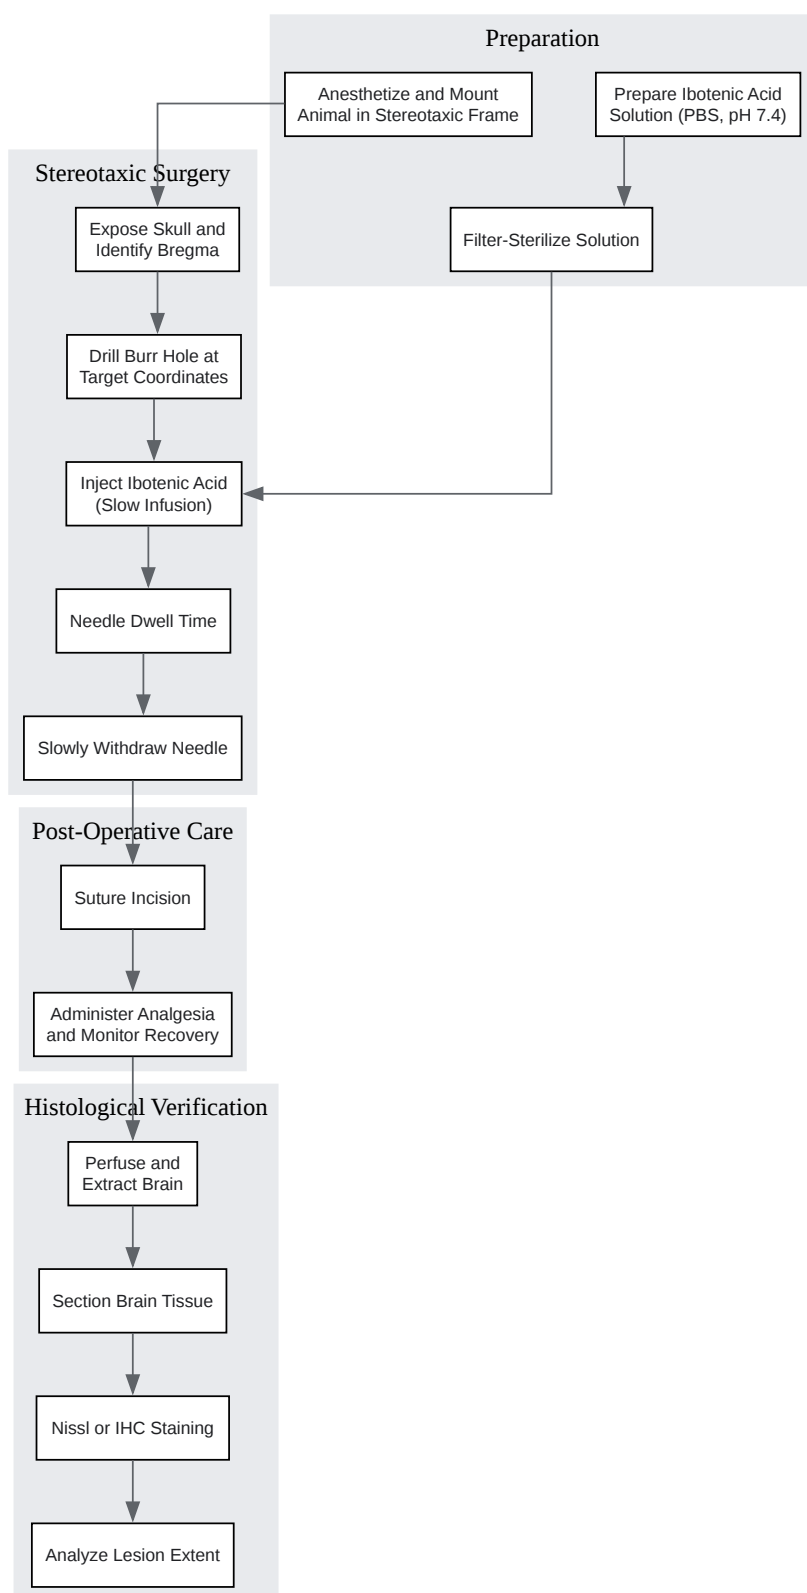 Preparation
Anesthetize and Mount
Animal in Stereotaxic Frame
Prepare Ibotenic Acid
Solution (PBS, pH 7.4)
Filter-Sterilize Solution
Stereotaxic Surgery
Expose Skull and
Identify Bregma
Drill Burr Hole at
Target Coordinates
Inject Ibotenic Acid
(Slow Infusion)
Needle Dwell Time
Slowly Withdraw Needle
Post-Operative Care
Suture Incision
Administer Analgesia
and Monitor Recovery
Histological Verification
Perfuse and
Extract Brain
Section Brain Tissue
Nissl or IHC Staining
Analyze Lesion Extent